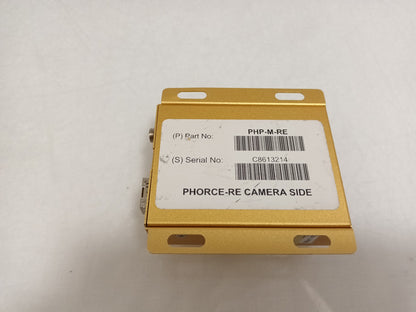 (P) Part No: PHP-M-RE
(S) Serial No: C8613214
PHORCE-RE CAMERA SIDE